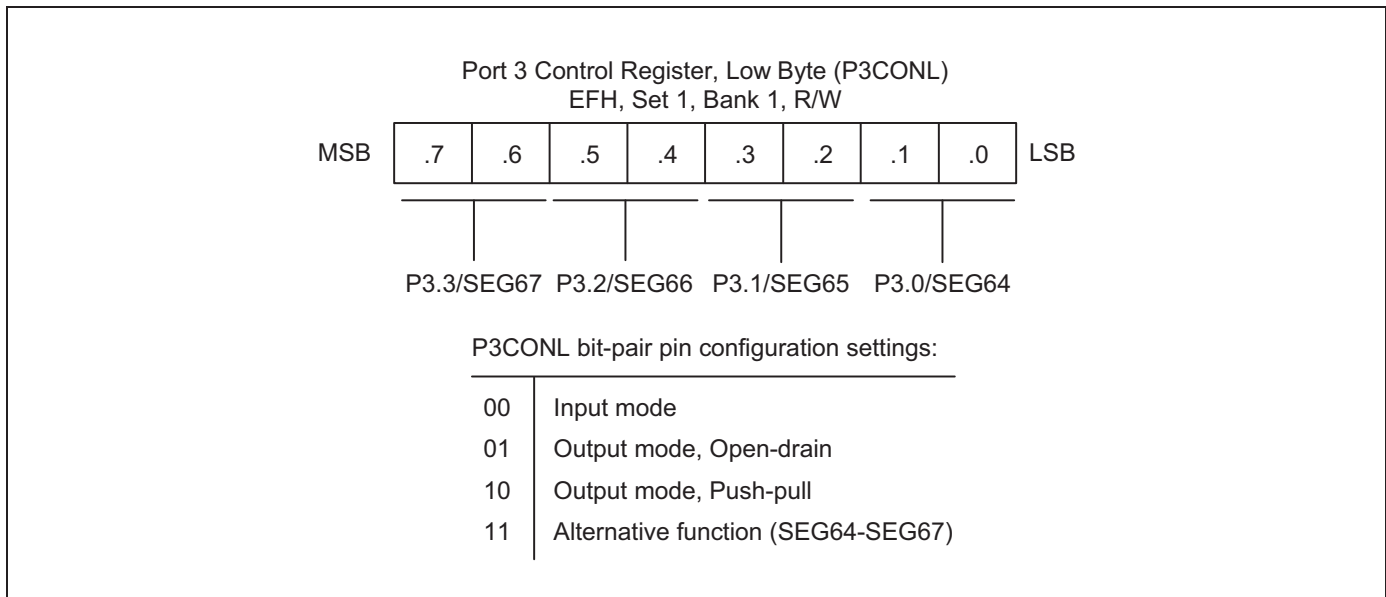 Port 3 Control Register, Low Byte (P3CONL)
EFH, Set 1, Bank 1, R/W
MSB .7 .6 .5 .4 .3 .2 .1 .0 LSB
P3.3/SEG67 P3.2/SEG66 P3.1/SEG65 P3.0/SEG64
P3CONL bit-pair pin configuration settings:
00 Input mode
01 Output mode, Open-drain
10 Output mode, Push-pull
11 Alternative function (SEG64-SEG67)